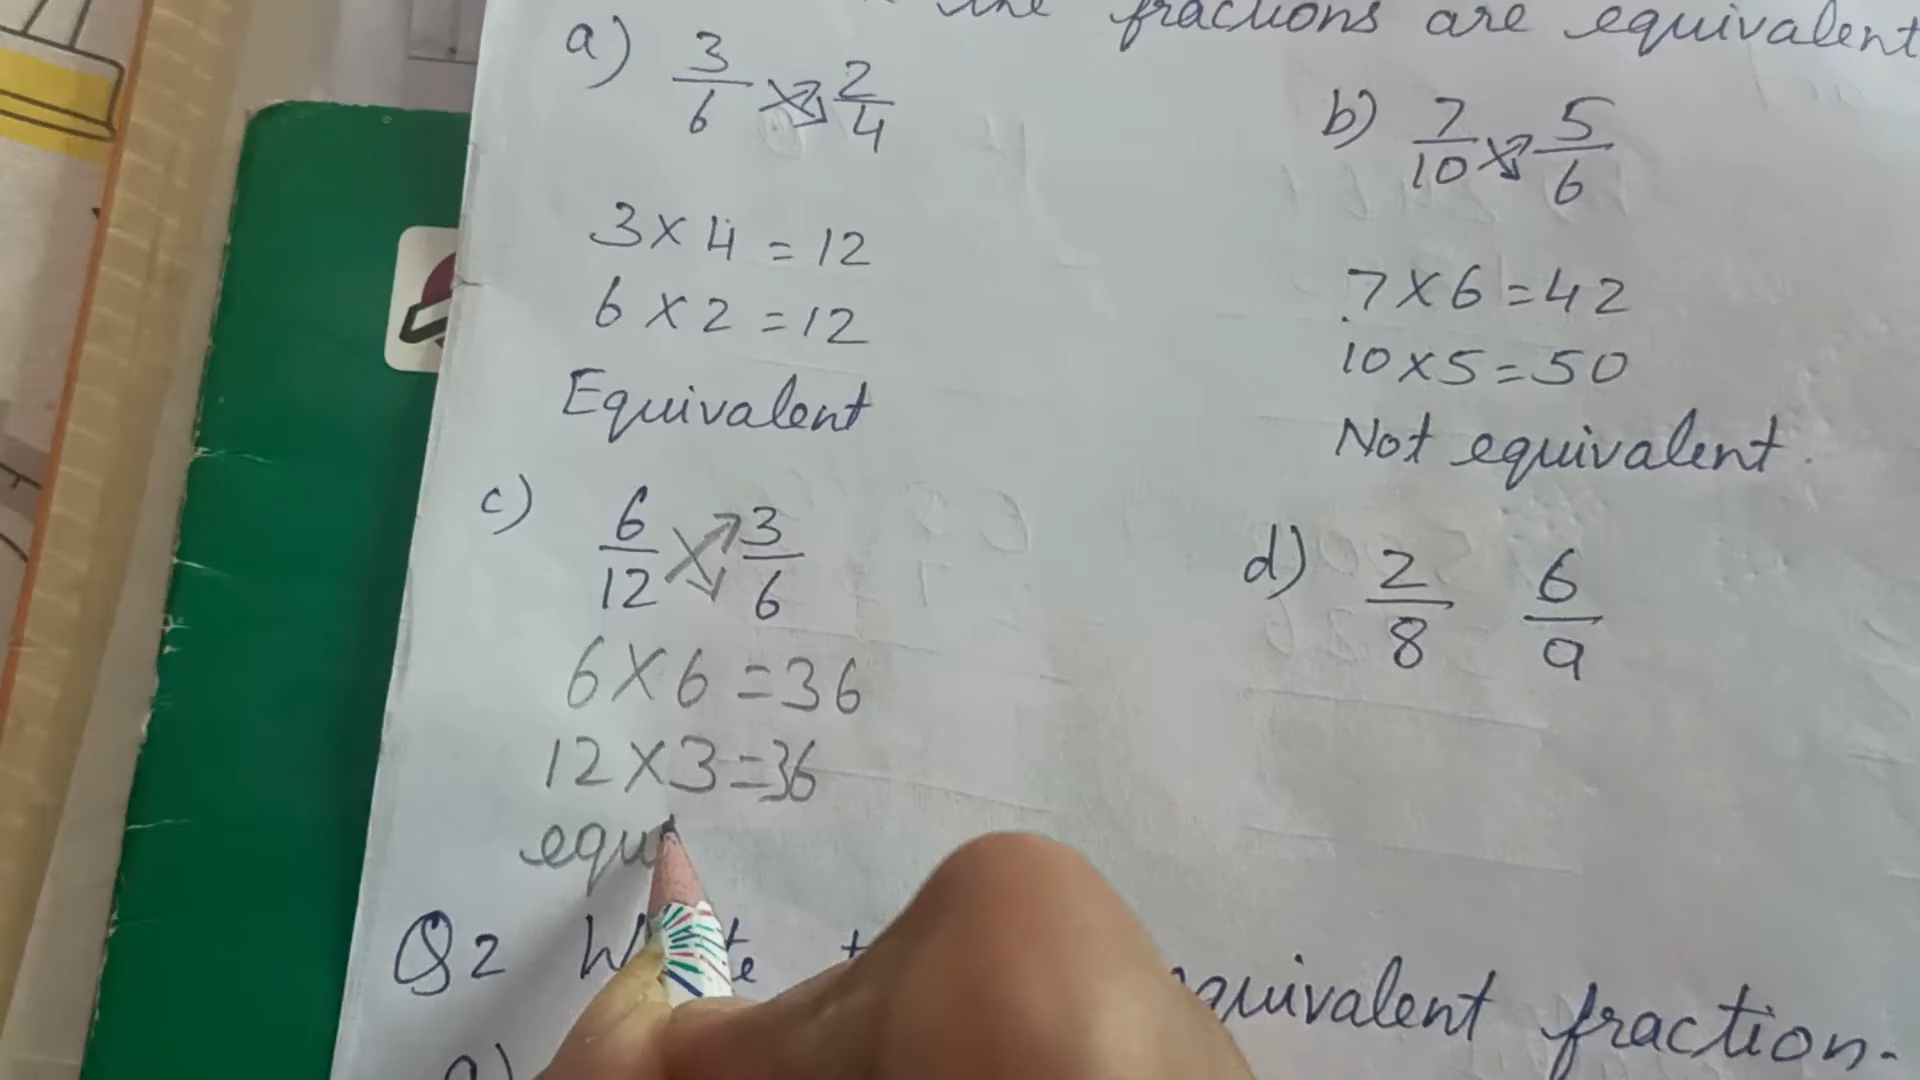 the fractions are equivalent
a) 3/6 2/4
3 × 4 = 12
6 × 2 = 12
Equivalent
b) 7/10 5/6
7 × 6 = 42
10 × 5 = 50
Not equivalent
c) 6/12 3/6
6 × 6 = 36
12 × 3 = 36
equ
d) 2/8 6/9
Q2 equivalent fraction.
a)